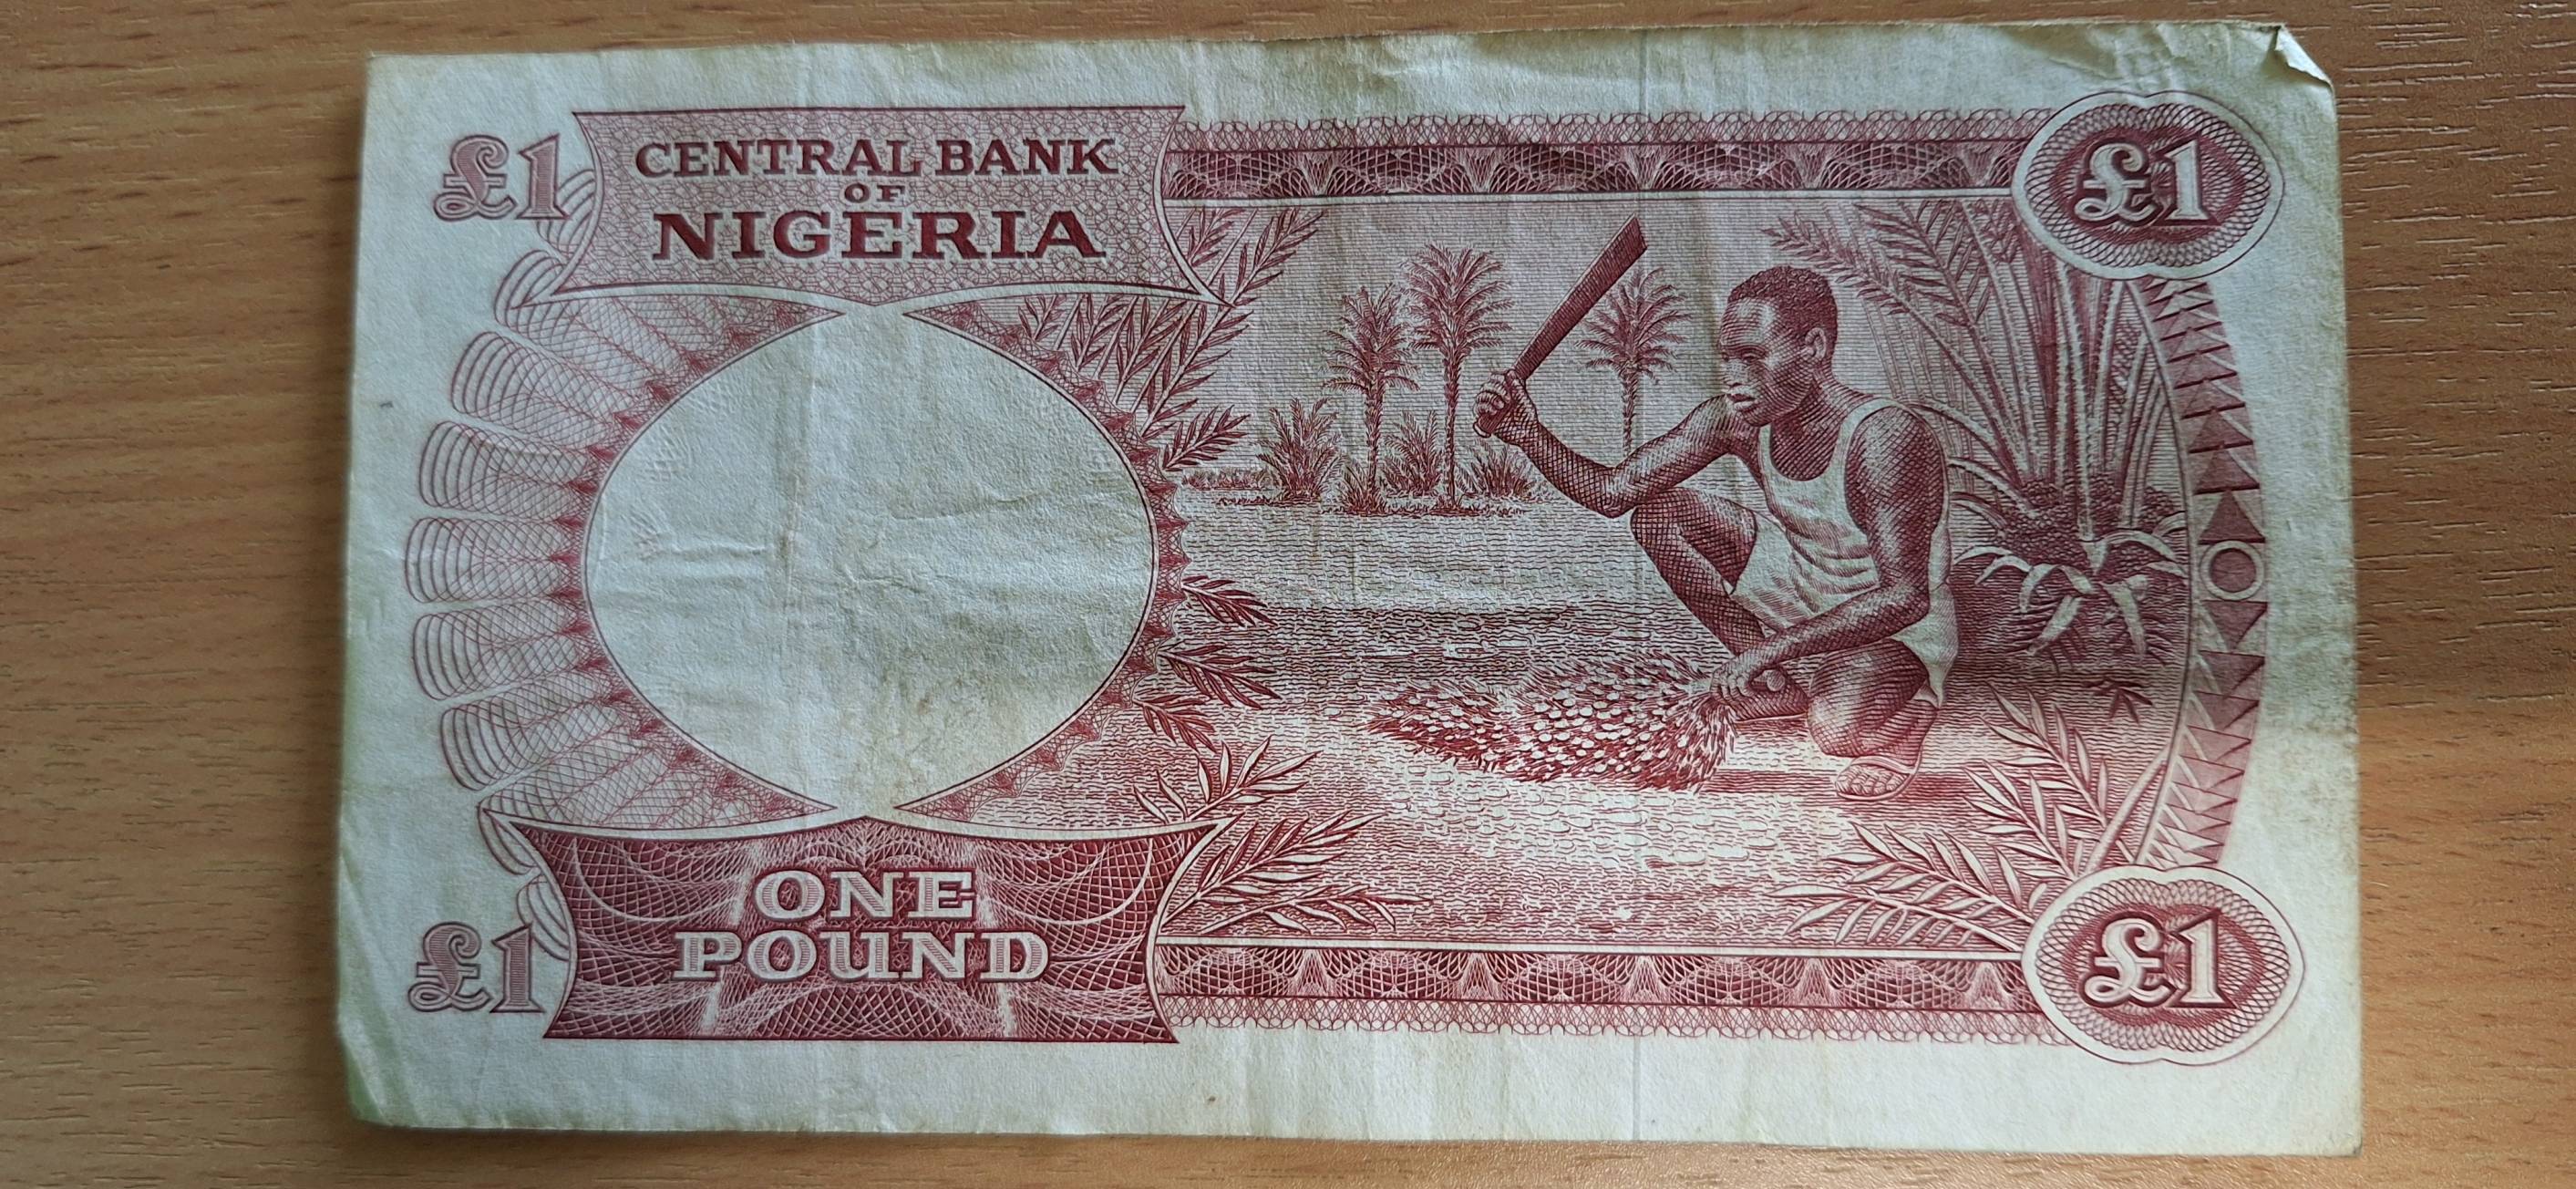 £1
CENTRAL BANK
OF
NIGERIA
£1
ONE
POUND
£1
£1